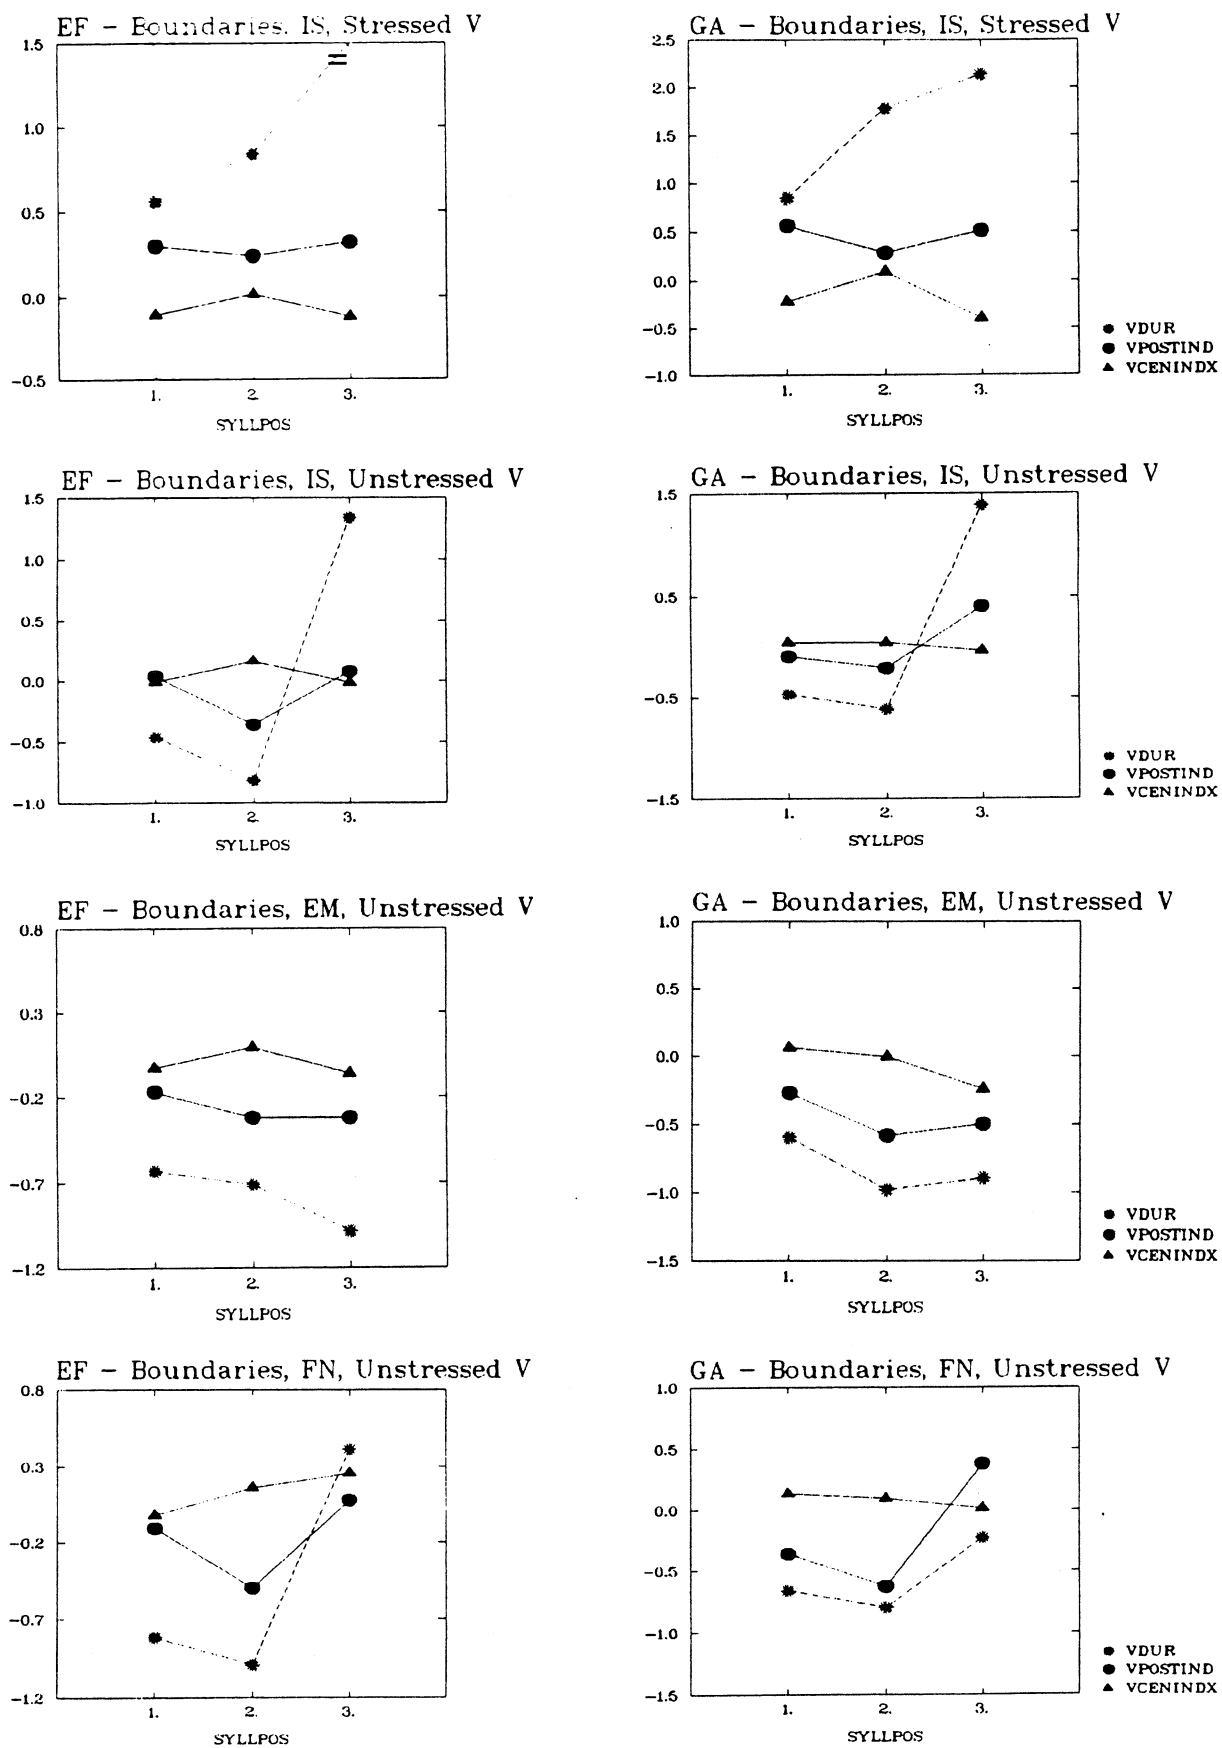 EF – Boundaries. IS, Stressed V
1.5
1.0
0.5
0.0
−0.5
1.
2.
3.
SYLLPOS
GA – Boundaries, IS, Stressed V
2.5
2.0
1.5
1.0
0.5
0.0
−0.5
−1.0
1.
2.
3.
SYLLPOS
VDUR
VPOSTIND
VCENINDX
EF – Boundaries, IS, Unstressed V
1.5
1.0
0.5
0.0
−0.5
−1.0
1.
2.
3.
SYLLPOS
GA – Boundaries, IS, Unstressed V
1.5
0.5
−0.5
−1.5
1.
2.
3.
SYLLPOS
VDUR
VPOSTIND
VCENINDX
EF – Boundaries, EM, Unstressed V
0.8
0.3
−0.2
−0.7
−1.2
1.
2.
3.
SYLLPOS
GA – Boundaries, EM, Unstressed V
1.0
0.5
0.0
−0.5
−1.0
−1.5
1.
2.
3.
SYLLPOS
VDUR
VPOSTIND
VCENINDX
EF – Boundaries, FN, Unstressed V
0.8
0.3
−0.2
−0.7
−1.2
1.
2.
3.
SYLLPOS
GA – Boundaries, FN, Unstressed V
1.0
0.5
0.0
−0.5
−1.0
−1.5
1.
2.
3.
SYLLPOS
VDUR
VPOSTIND
VCENINDX